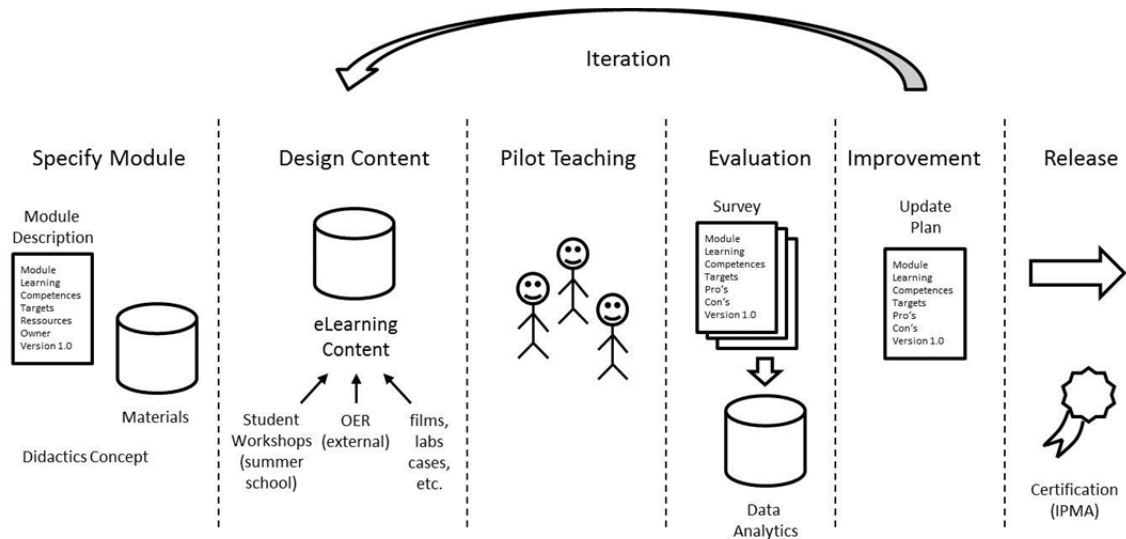 Iteration
Specify Module
Design Content
Pilot Teaching
Evaluation
Improvement
Release
Module
Description
Module
Learning
Competences
Targets
Ressources
Owner
Version 1.0
Materials
Didactics Concept
eLearning
Content
Student
Workshops
(summer
school)
OER
(external)
films,
labs
cases,
etc.
Survey
Module
Learning
Competences
Targets
Pro's
Con's
Version 1.0
Data
Analytics
Update
Plan
Module
Learning
Competences
Targets
Pro's
Con's
Version 1.0
Certification
(IPMA)